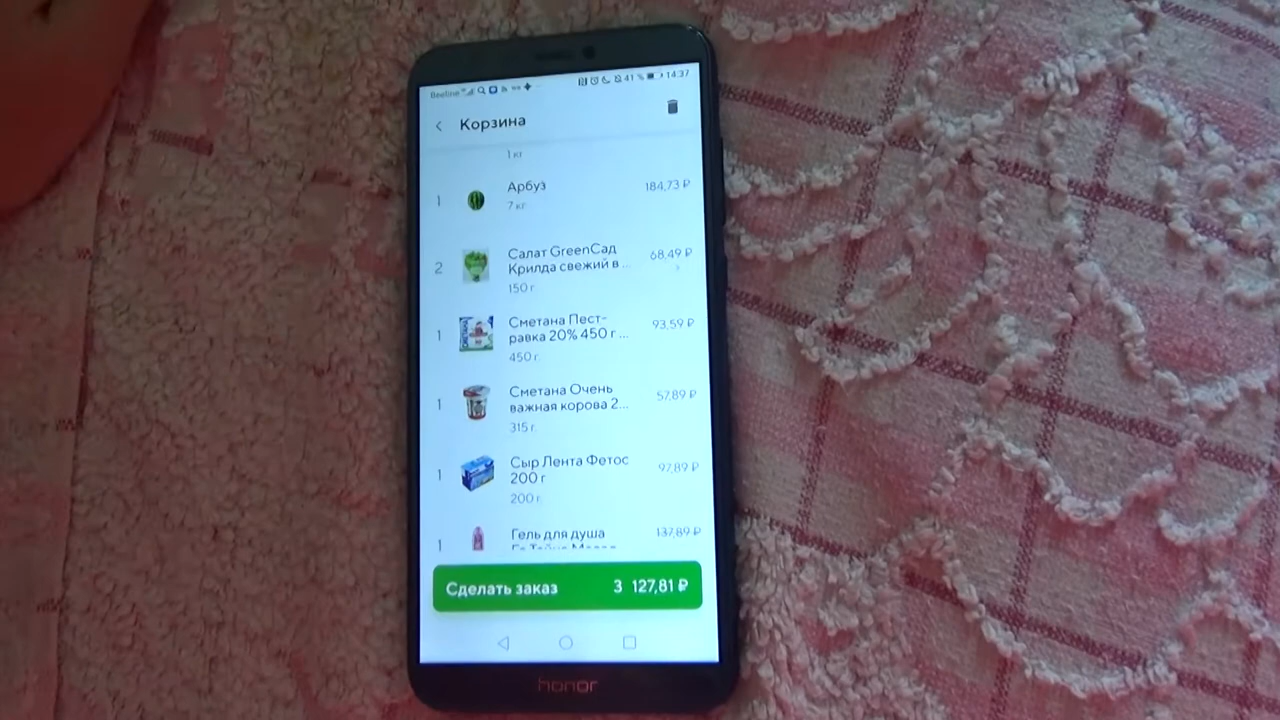 Beeline 41 % 14:37
Корзина
1 кг
1 Арбуз 184,73 ₽
7 кг
2 Салат GreenСад 68,49 ₽
Крилда свежий в ...
150 г.
1 Сметана Пест- 93,59 ₽
равка 20% 450 г ...
450 г.
1 Сметана Очень 57,89 ₽
важная корова 2...
315 г.
1 Сыр Лента Фетос 97,89 ₽
200 г
200 г.
1 Гель для душа 137,89 ₽
Сделать заказ 3 127,81 ₽
honor